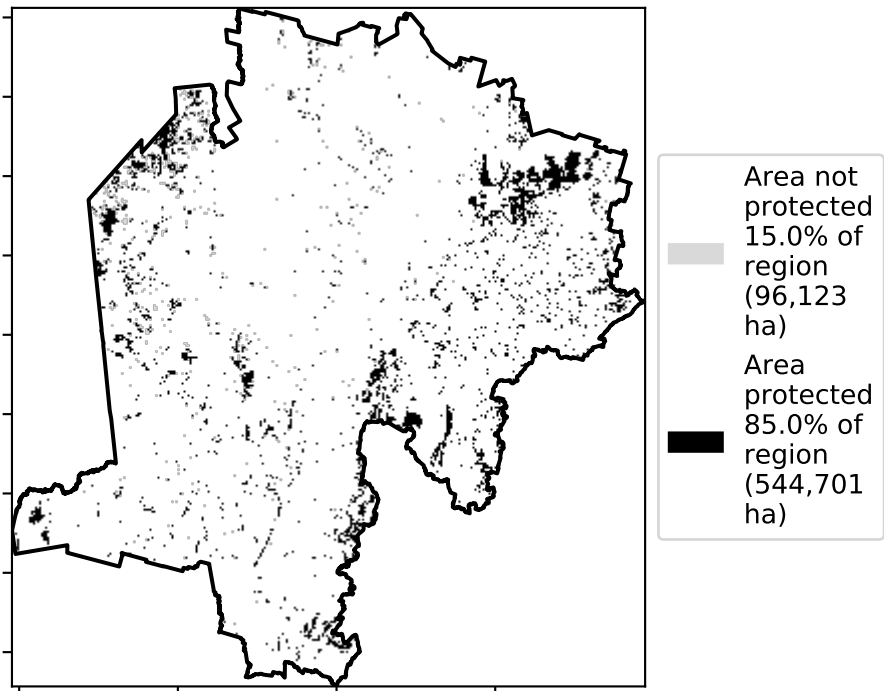 Area not
protected
15.0% of
region
(96,123
ha)
Area
protected
85.0% of
region
(544,701
ha)